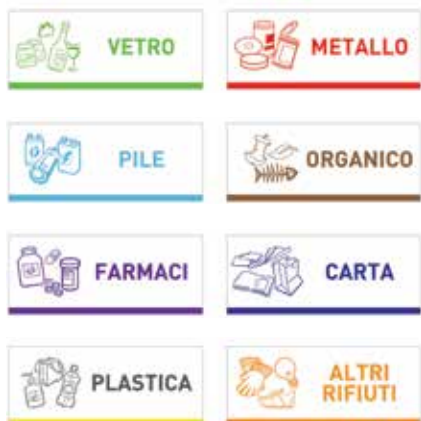 VETRO
METALLO
PILE
ORGANICO
FARMACI
CARTA
PLASTICA
ALTRI
RIFIUTI